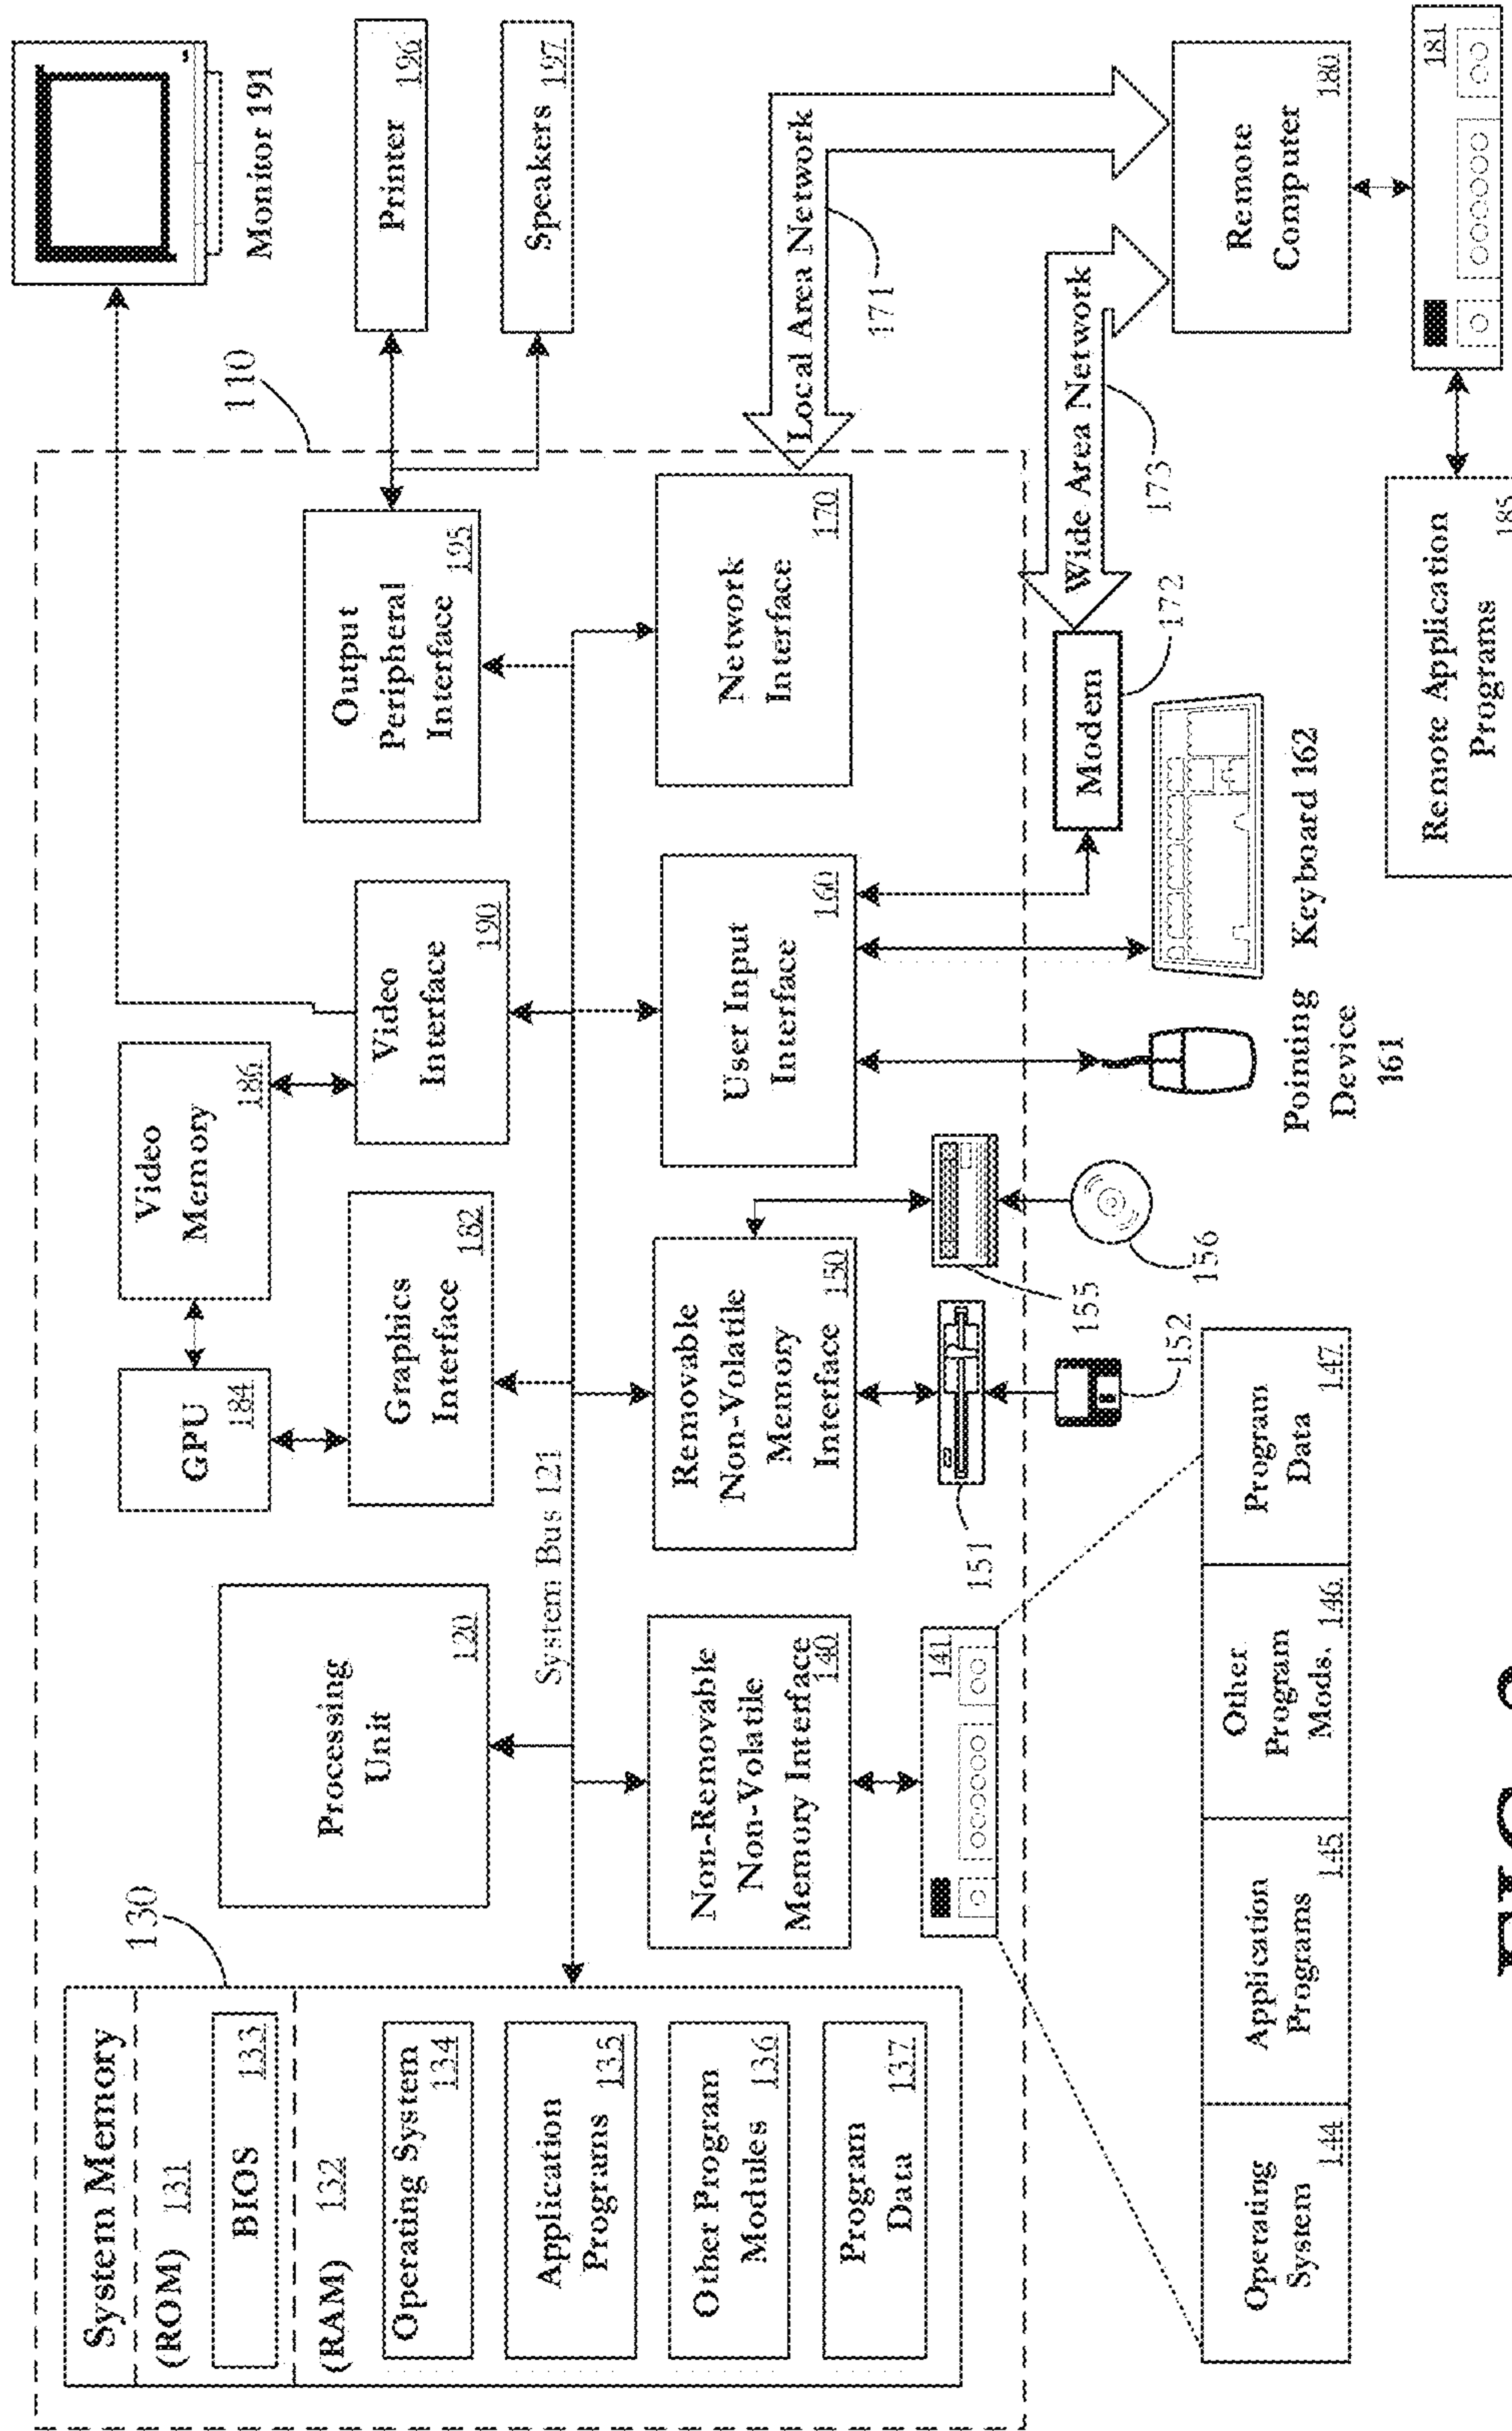 System Memory
(ROM) 131
BIOS 133
(RAM) 132
Operating System 134
Application
Programs 135
Other Program
Modules 136
Program
Data 137
130
Processing
Unit
120
System Bus 121
GPU
184
Video
Memory
186
Graphics
Interface
182
Video
Interface
190
Output
Peripheral
Interface
195
110
Monitor 191
Printer
196
Speakers
197
Non-Removable
Non-Volatile
Memory Interface
140
Removable
Non-Volatile
Memory
Interface
150
User Input
Interface
160
Network
Interface
170
Local Area Network
171
Wide Area Network
173
Modem
172
141
151
152
155
156
Pointing
Device
161
Keyboard 162
Remote
Computer
180
181
Remote Application
Programs
185
Operating
System
144
Application
Programs
145
Other
Program
Mods. 146
Program
Data
147